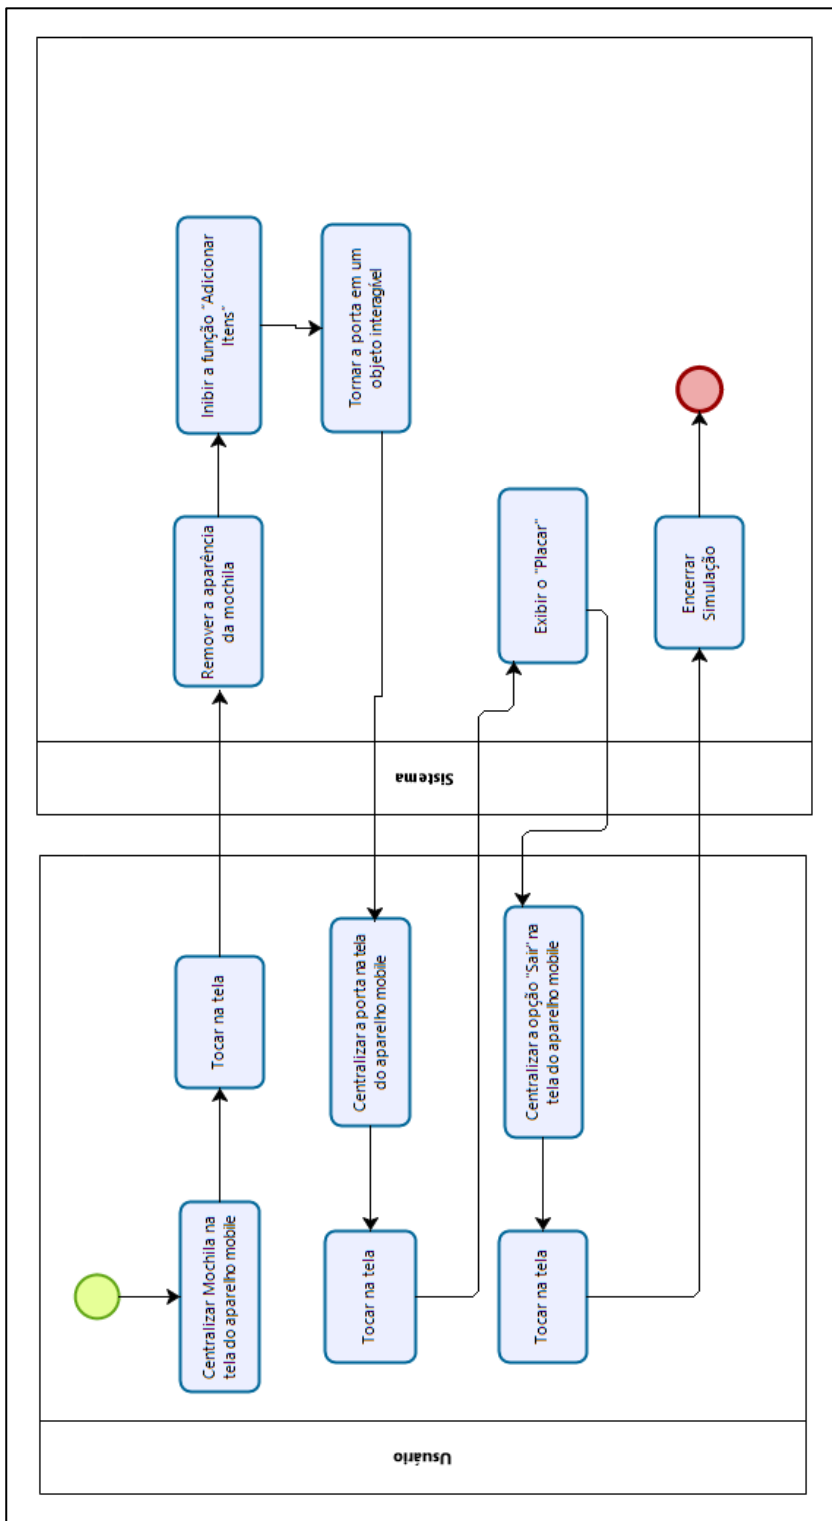 Usuário
Centralizar Mochila na
tela do aparelho mobile
Tocar na tela
Centralizar a porta na tela
do aparelho mobile
Tocar na tela
Centralizar a opção "Sair" na
tela do aparelho mobile
Tocar na tela
Sistema
Remover a aparência
da mochila
Inibir a função "Adicionar
Itens"
Tornar a porta em um
objeto interagível
Exibir o "Placar"
Encerrar
Simulação